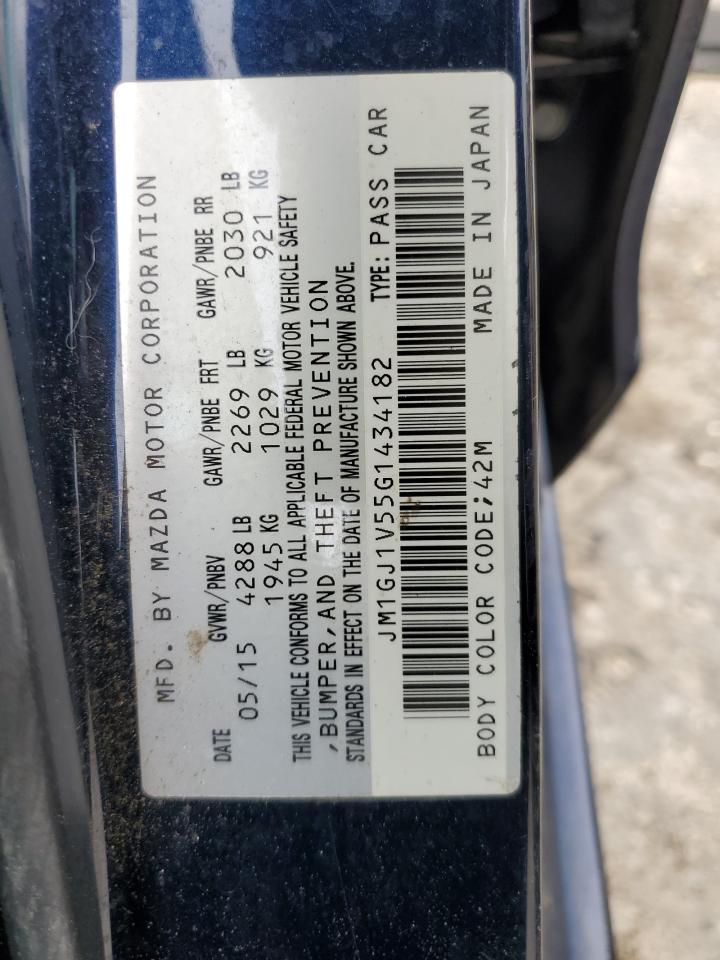 MFD. BY MAZDA MOTOR CORPORATION
DATE GVWR/PNBV GAWR/PNBE FRT GAWR/PNBE RR
05/15 4288 LB 2269 LB 2030 LB
1945 KG 1029 KG 921 KG
THIS VEHICLE CONFORMS TO ALL APPLICABLE FEDERAL MOTOR VEHICLE SAFETY
,BUMPER,AND THEFT PREVENTION
STANDARDS IN EFFECT ON THE DATE OF MANUFACTURE SHOWN ABOVE.
JM1GJ1V55G1434182 TYPE: PASS CAR
BODY COLOR CODE;42M MADE IN JAPAN